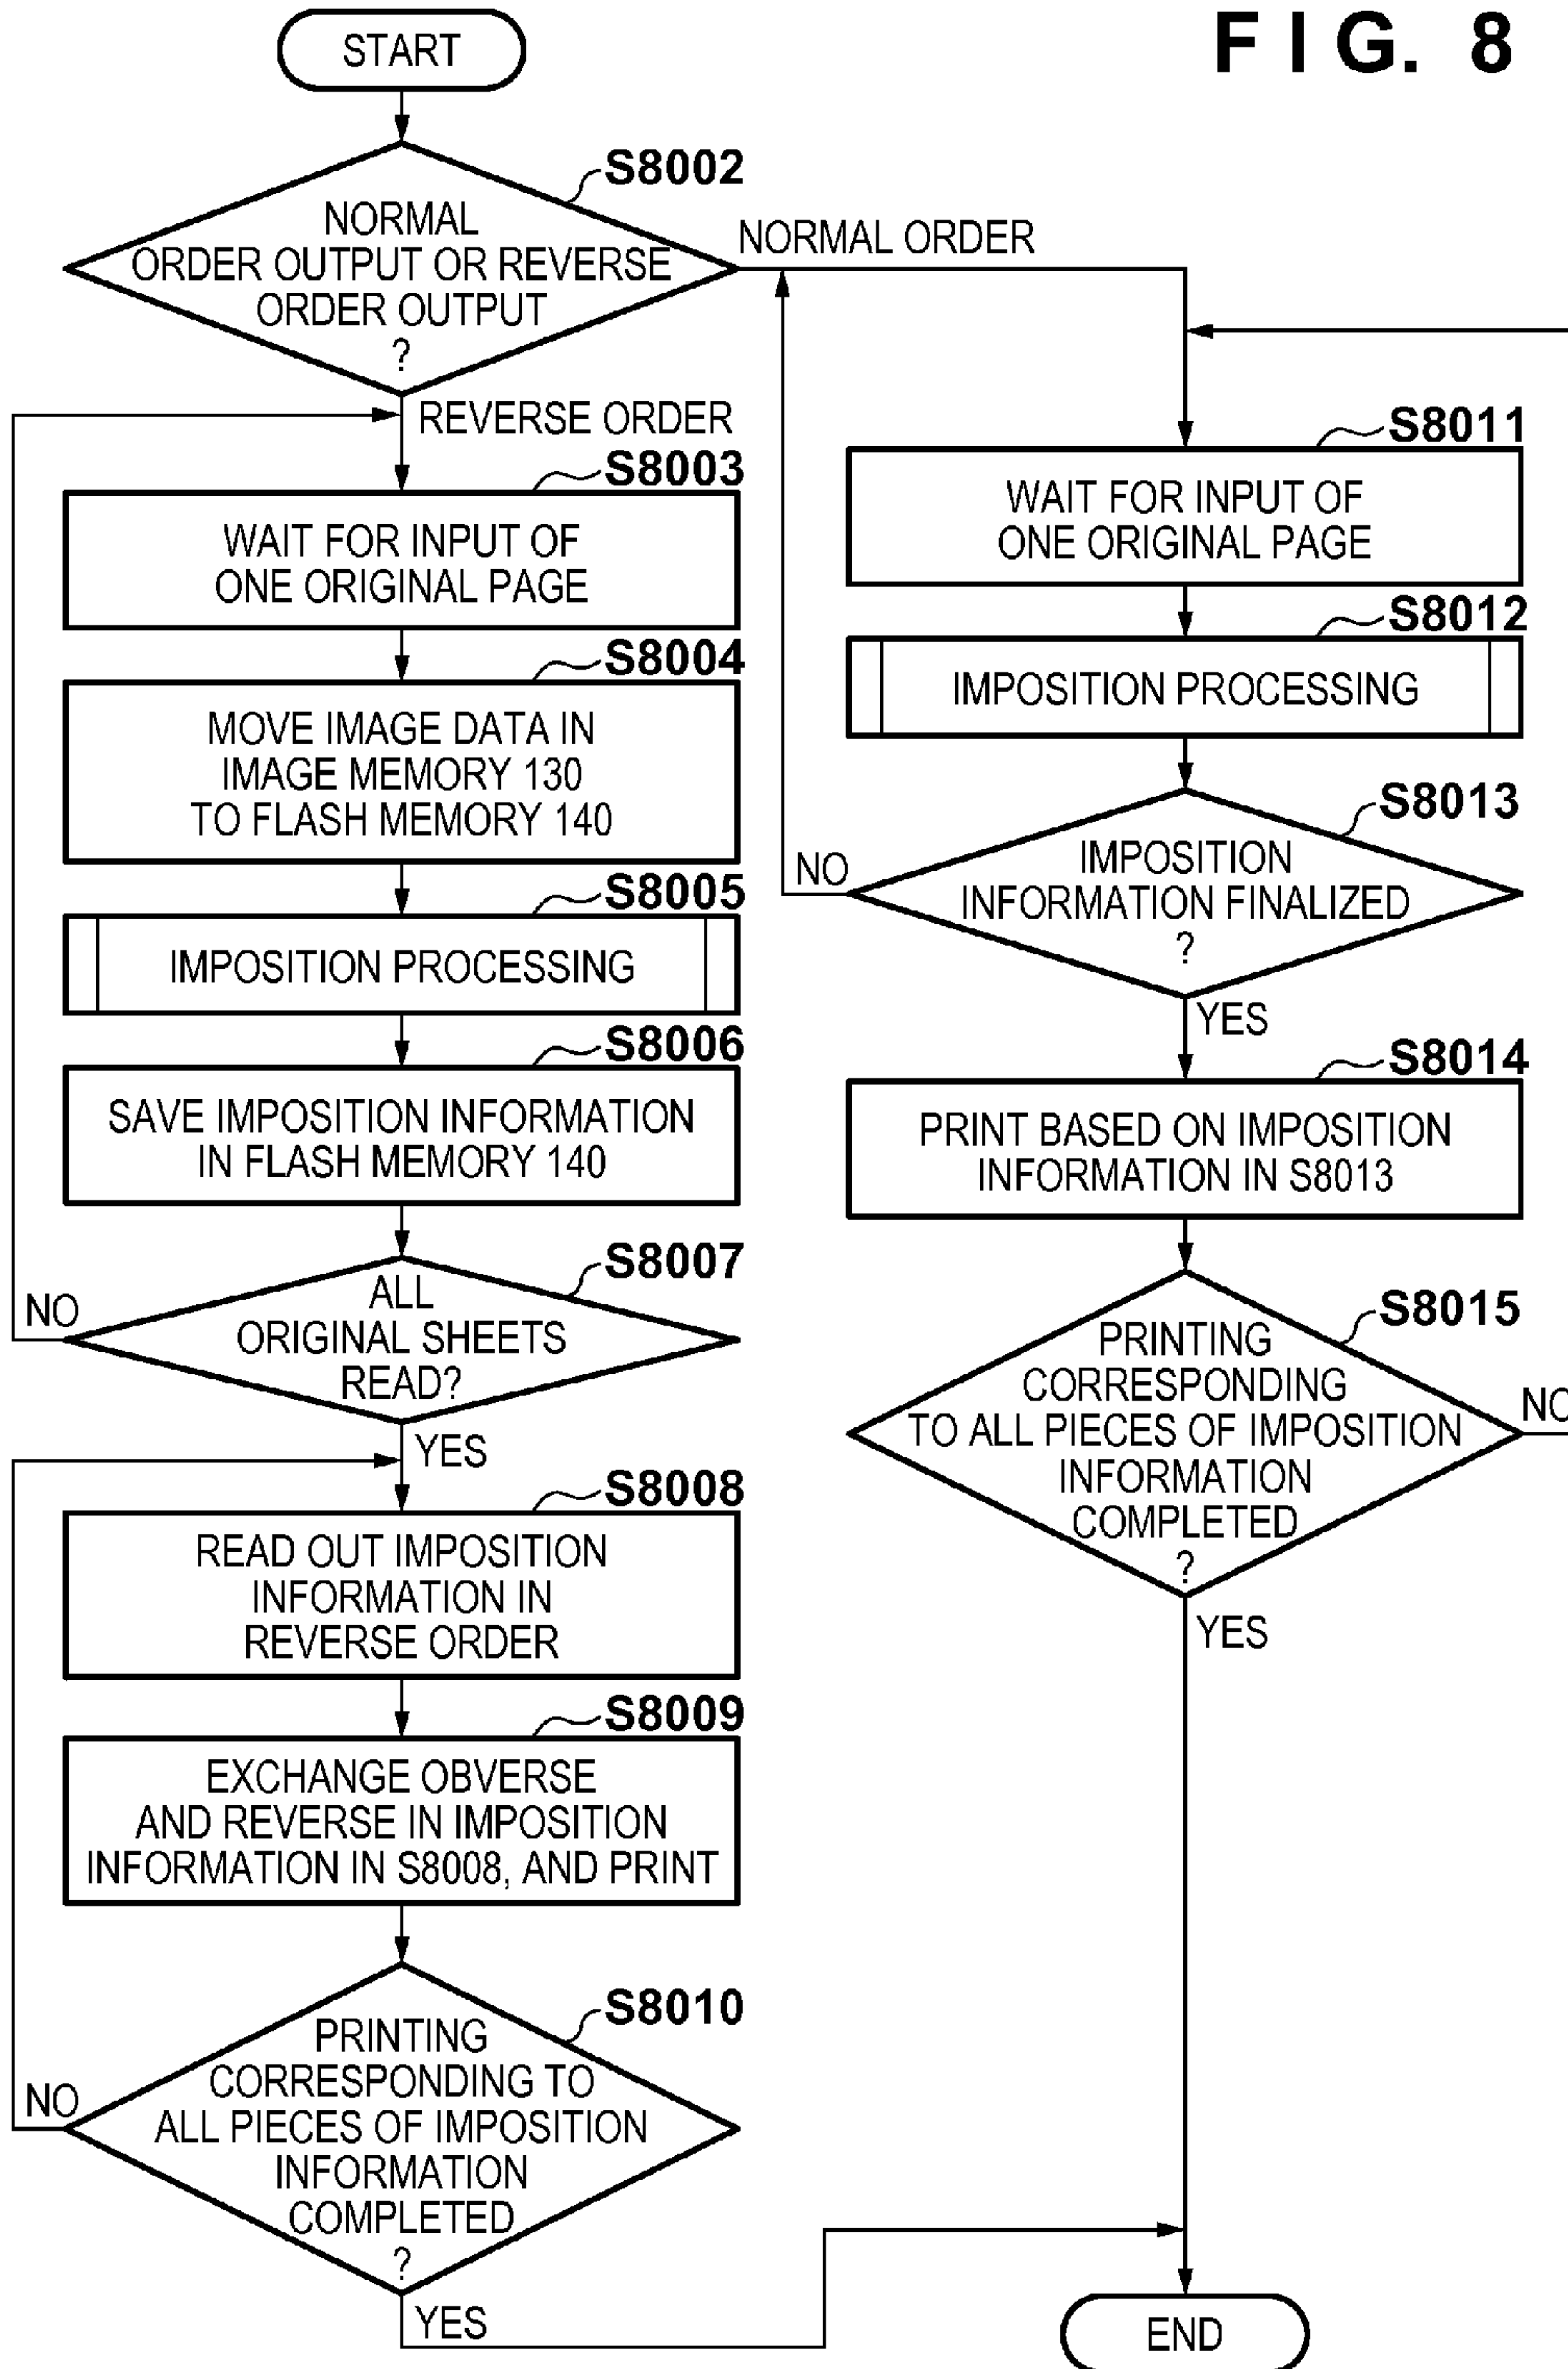 FIG. 8
START
S8002
NORMAL
ORDER OUTPUT OR REVERSE
ORDER OUTPUT
?
NORMAL ORDER
REVERSE ORDER
S8003
WAIT FOR INPUT OF
ONE ORIGINAL PAGE
S8004
MOVE IMAGE DATA IN
IMAGE MEMORY 130
TO FLASH MEMORY 140
S8005
IMPOSITION PROCESSING
S8006
SAVE IMPOSITION INFORMATION
IN FLASH MEMORY 140
S8007
ALL
ORIGINAL SHEETS
READ?
NO
YES
S8008
READ OUT IMPOSITION
INFORMATION IN
REVERSE ORDER
S8009
EXCHANGE OBVERSE
AND REVERSE IN IMPOSITION
INFORMATION IN S8008, AND PRINT
S8010
PRINTING
CORRESPONDING TO
ALL PIECES OF IMPOSITION
INFORMATION
COMPLETED
?
NO
YES
S8011
WAIT FOR INPUT OF
ONE ORIGINAL PAGE
S8012
IMPOSITION PROCESSING
S8013
IMPOSITION
INFORMATION FINALIZED
?
NO
YES
S8014
PRINT BASED ON IMPOSITION
INFORMATION IN S8013
S8015
PRINTING
CORRESPONDING
TO ALL PIECES OF IMPOSITION
INFORMATION
COMPLETED
?
NO
YES
END